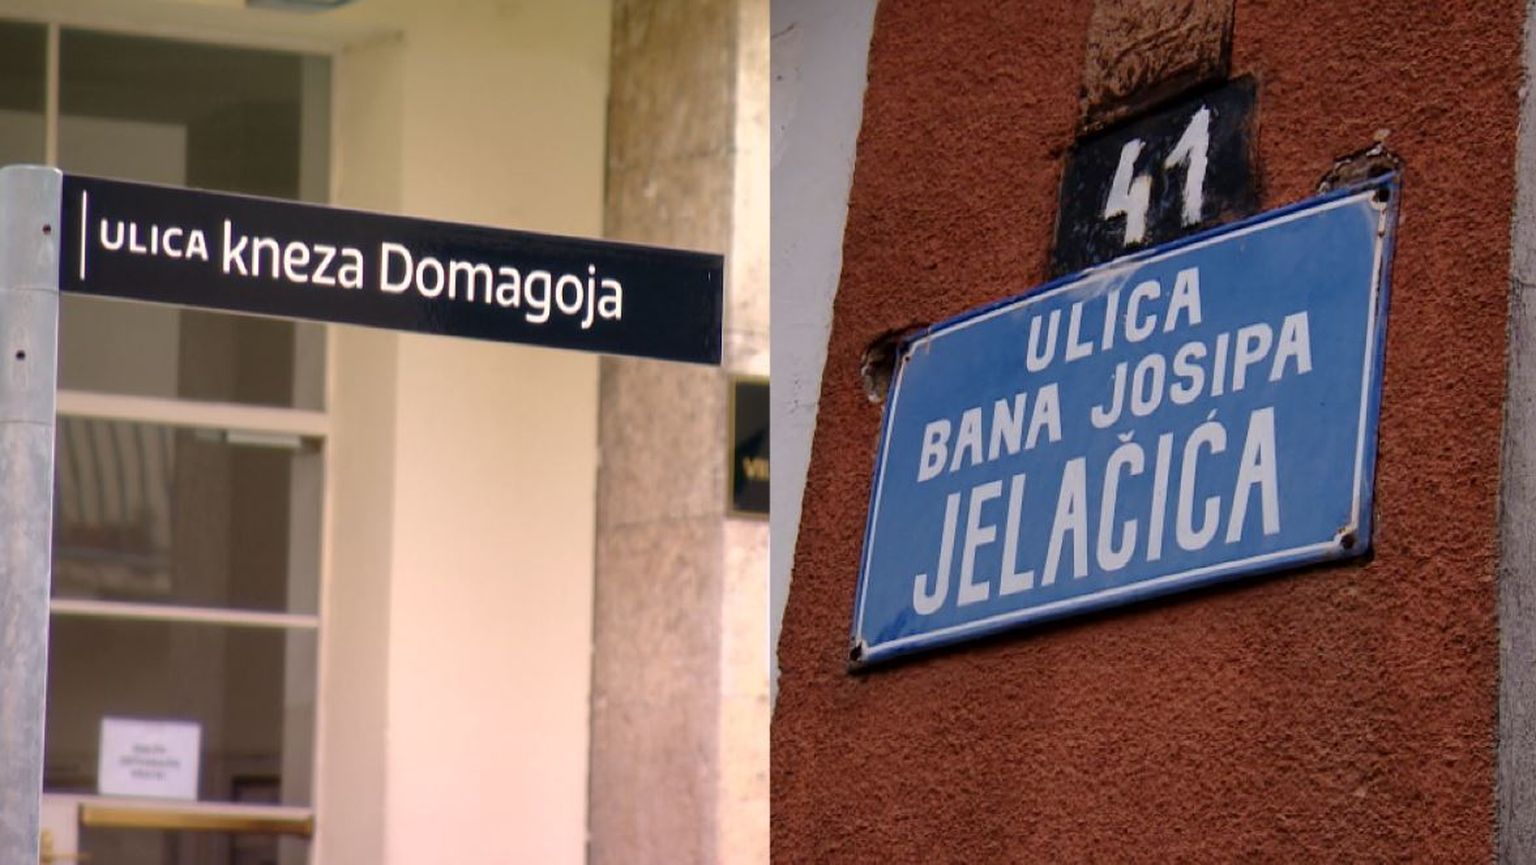 ULICA kneza Domagoja
41
ULICA
BANA JOSIPA
JELAČIĆA